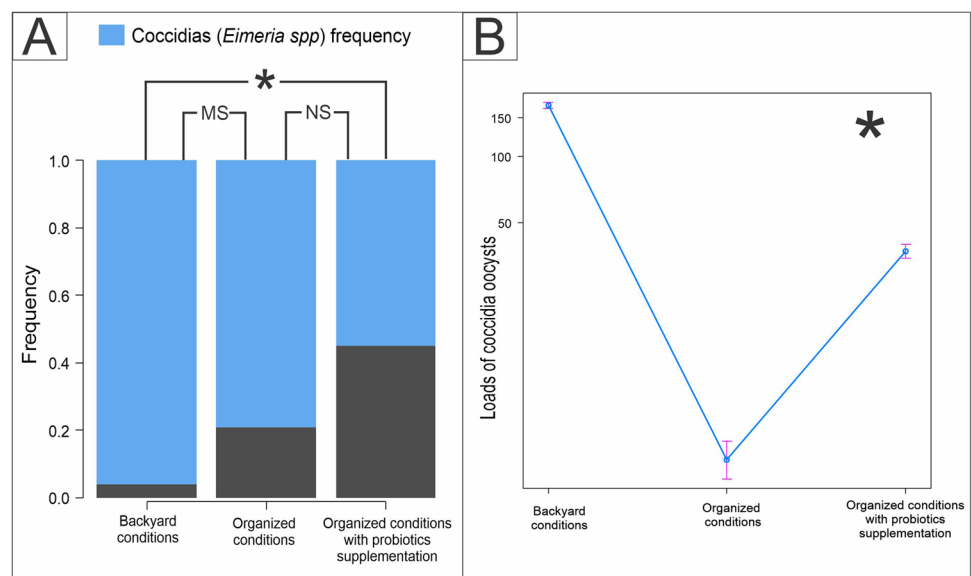 A
Coccidias (Eimeria spp) frequency
*
MS
NS
1.0
0.8
0.6
0.4
0.2
0.0
Frequency
Backyard
conditions
Organized
conditions
Organized conditions
with probiotics
supplementation
B
*
150
100
50
Loads of coccidia oocysts
Backyard
conditions
Organized
conditions
Organized conditions
with probiotics
supplementation